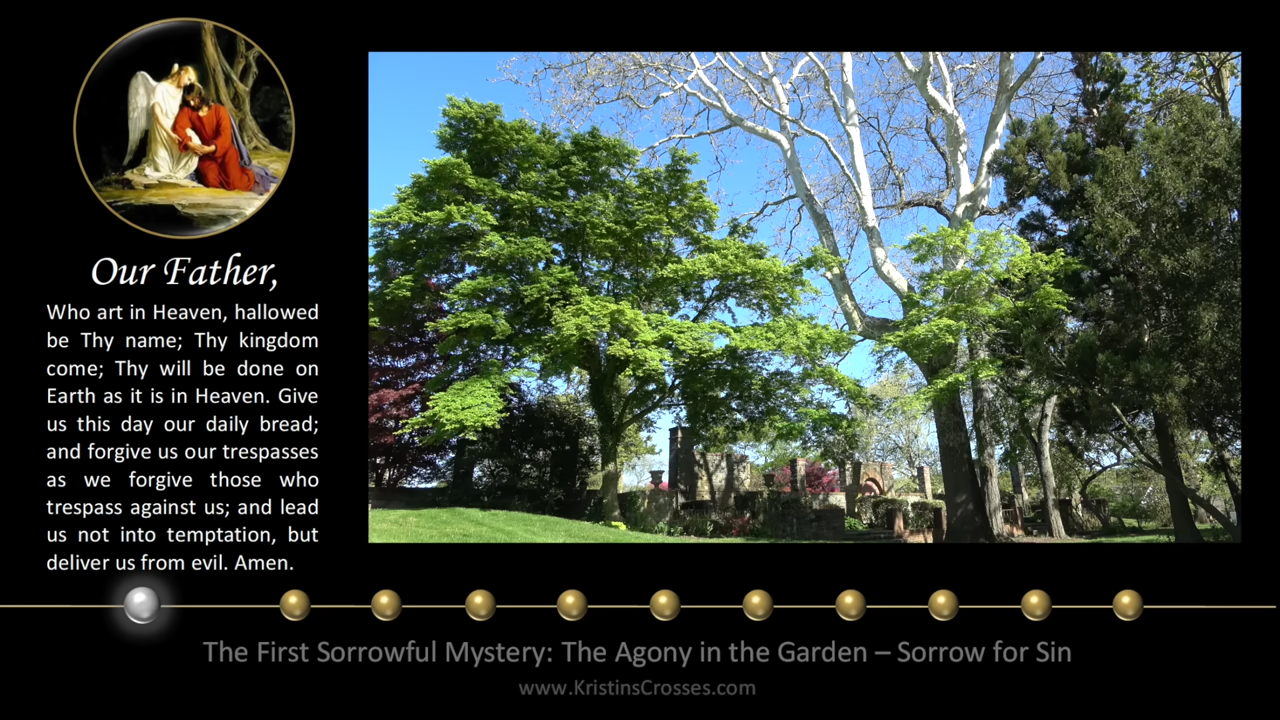 Our Father,
Who art in Heaven, hallowed
be Thy name; Thy kingdom
come; Thy will be done on
Earth as it is in Heaven. Give
us this day our daily bread;
and forgive us our trespasses
as we forgive those who
trespass against us; and lead
us not into temptation, but
deliver us from evil. Amen.
The First Sorrowful Mystery: The Agony in the Garden – Sorrow for Sin
www.KristinsCrosses.com